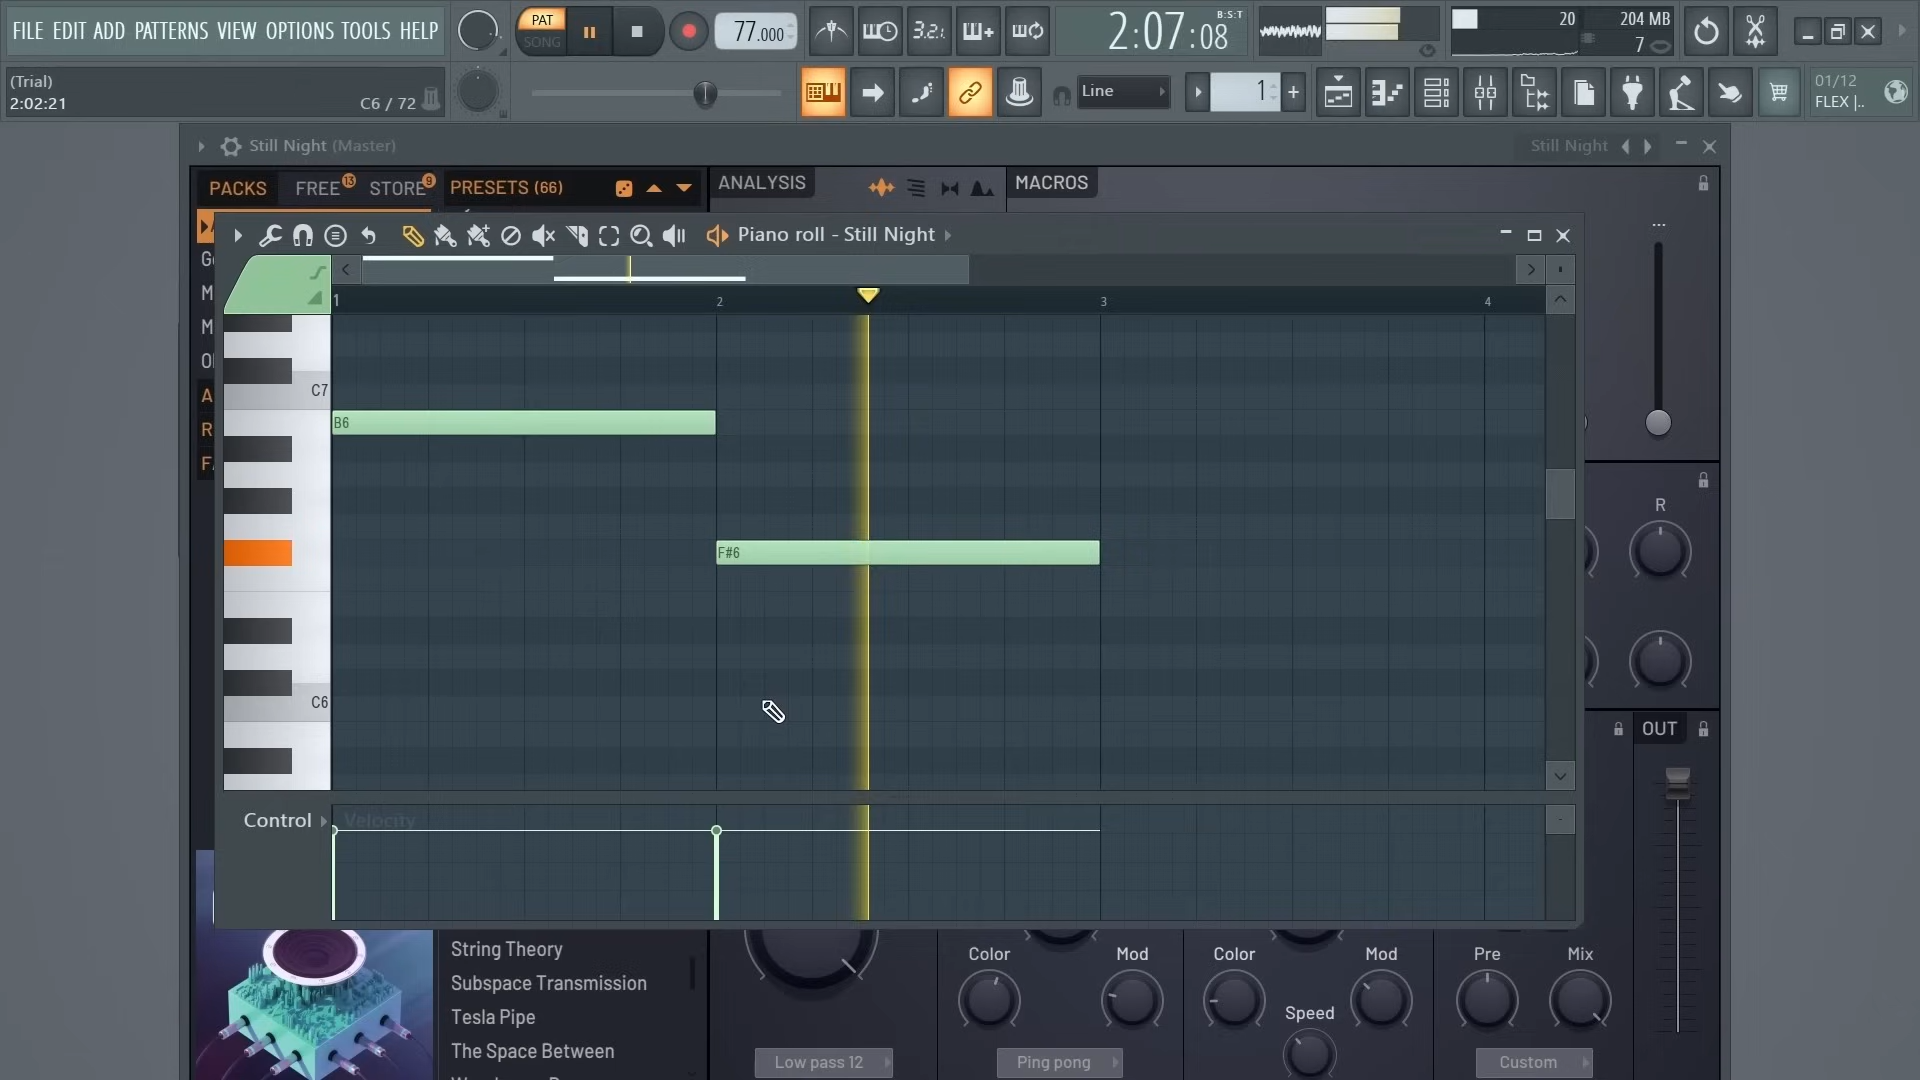 FILE EDIT ADD PATTERNS VIEW OPTIONS TOOLS HELP
PAT
SONG
77.000
3.2.1
2:07:08
B:S:T
20
204 MB
7
(Trial)
2:02:21
C6 / 72
Line
1
01/12
FLEX |..
Still Night (Master)
Still Night
PACKS
FREE 13
STORE 9
PRESETS (66)
ANALYSIS
MACROS
...
Piano roll - Still Night
1
2
3
4
C7
B6
F#6
C6
R
OUT
Control
Velocity
String Theory
Subspace Transmission
Tesla Pipe
The Space Between
Color
Mod
Color
Mod
Speed
Pre
Mix
Low pass 12
Ping pong
Custom